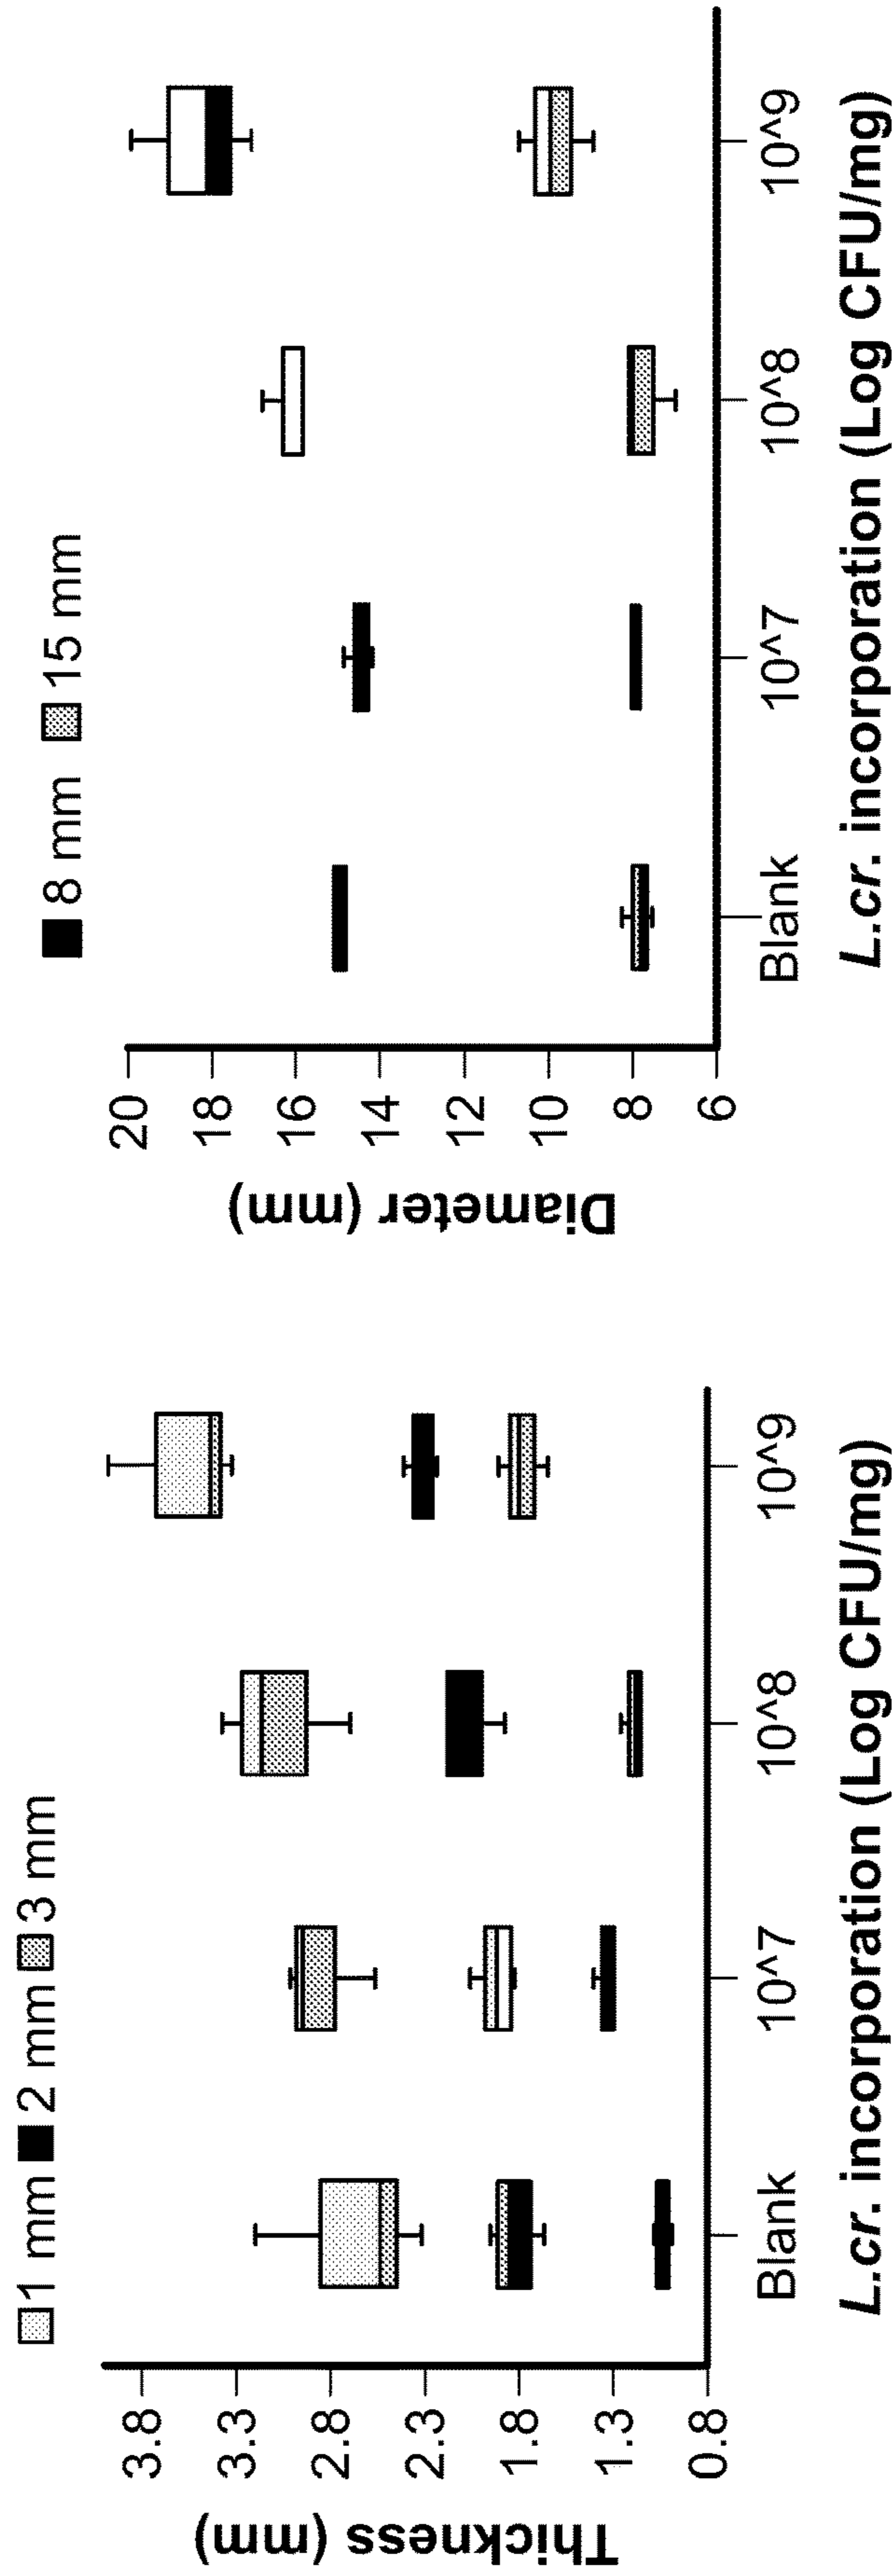 1 mm 2 mm 3 mm
Thickness (mm)
3.8
3.3
2.8
2.3
1.8
1.3
0.8
Blank 10^7 10^8 10^9
L.cr. incorporation (Log CFU/mg)
8 mm 15 mm
Diameter (mm)
20
18
16
14
12
10
8
6
Blank 10^7 10^8 10^9
L.cr. incorporation (Log CFU/mg)